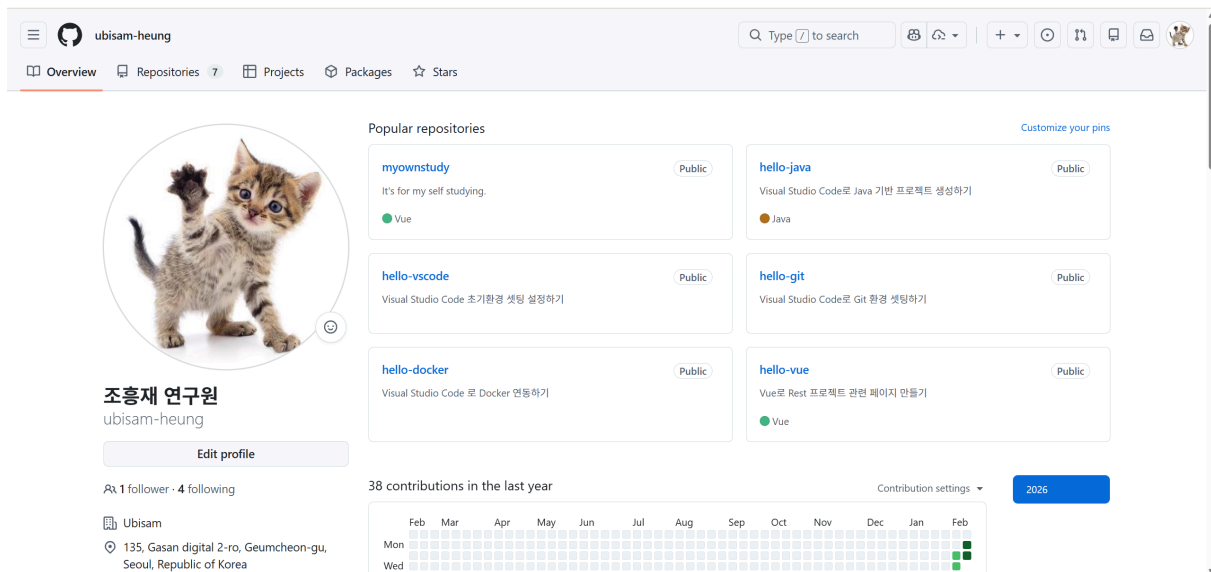 ubisam-heung
Type / to search
Overview
Repositories 7
Projects
Packages
Stars
조흥재 연구원
ubisam-heung
Edit profile
1 follower · 4 following
Ubisam
135, Gasan digital 2-ro, Geumcheon-gu,
Seoul, Republic of Korea
Popular repositories
Customize your pins
myownstudy
Public
It's for my self studying.
Vue
hello-java
Public
Visual Studio Code로 Java 기반 프로젝트 생성하기
Java
hello-vscode
Public
Visual Studio Code 초기환경 셋팅 설정하기
hello-git
Public
Visual Studio Code로 Git 환경 셋팅하기
hello-docker
Public
Visual Studio Code 로 Docker 연동하기
hello-vue
Public
Vue로 Rest 프로젝트 관련 페이지 만들기
Vue
38 contributions in the last year
Contribution settings
2026
Feb Mar Apr May Jun Jul Aug Sep Oct Nov Dec Jan Feb
Mon
Wed